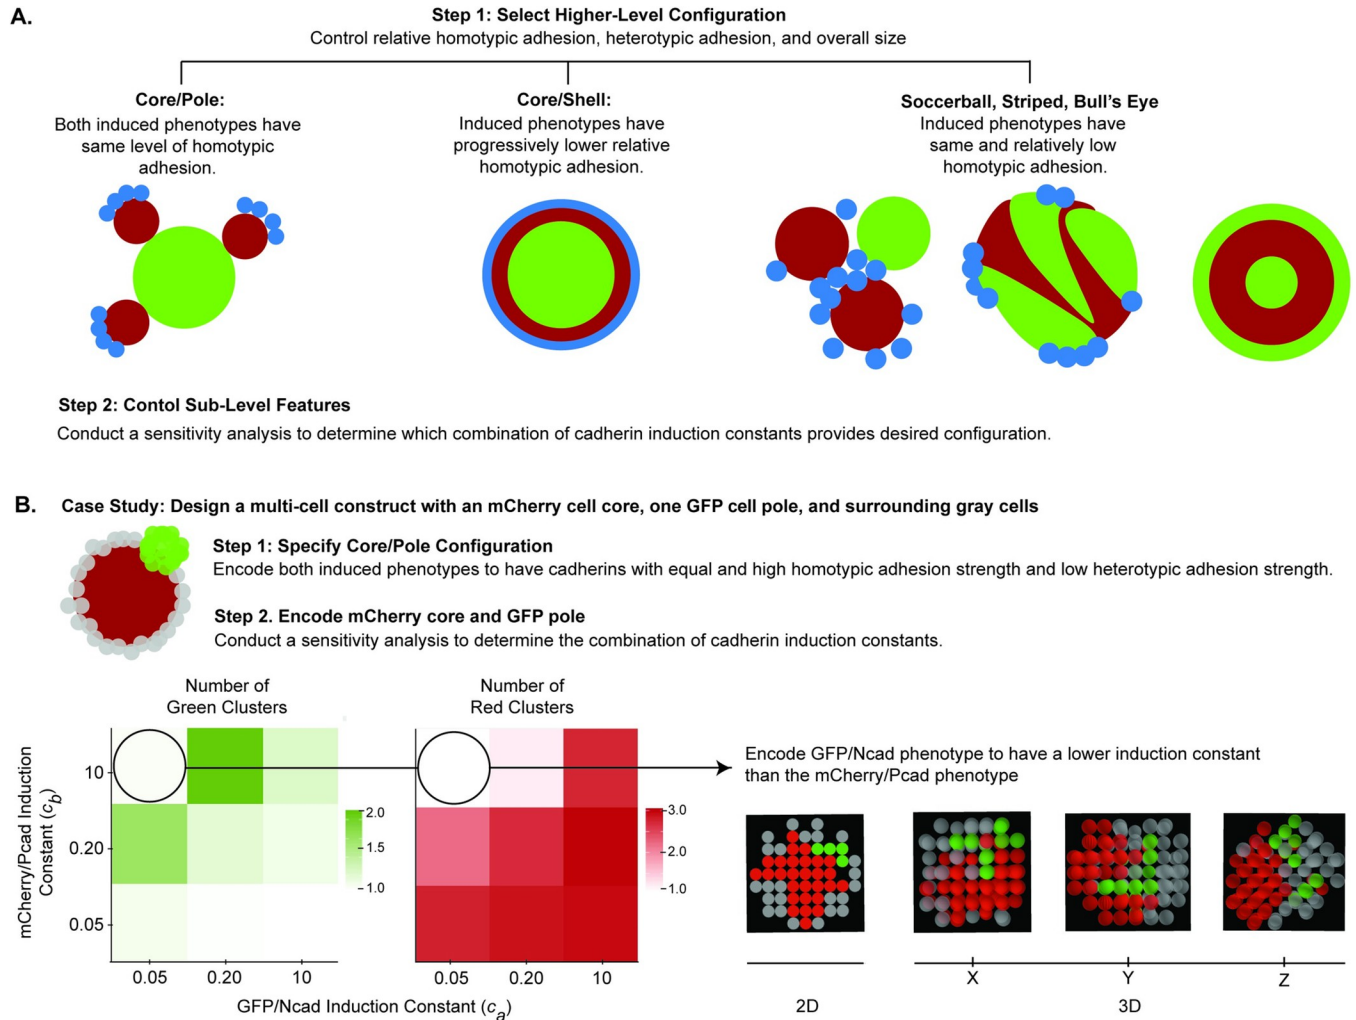 A.
Step 1: Select Higher-Level Configuration
Control relative homotypic adhesion, heterotypic adhesion, and overall size
Core/Pole:
Both induced phenotypes have
same level of homotypic
adhesion.
Core/Shell:
Induced phenotypes have
progressively lower relative
homotypic adhesion.
Soccerball, Striped, Bull's Eye
Induced phenotypes have
same and relatively low
homotypic adhesion.
Step 2: Contol Sub-Level Features
Conduct a sensitivity analysis to determine which combination of cadherin induction constants provides desired configuration.
B.
Case Study: Design a multi-cell construct with an mCherry cell core, one GFP cell pole, and surrounding gray cells
Step 1: Specify Core/Pole Configuration
Encode both induced phenotypes to have cadherins with equal and high homotypic adhesion strength and low heterotypic adhesion strength.
Step 2. Encode mCherry core and GFP pole
Conduct a sensitivity analysis to determine the combination of cadherin induction constants.
Number of
Green Clusters
Number of
Red Clusters
mCherry/Pcad Induction
Constant (c_b)
10
0.20
0.05
2.0
1.0
3.0
1.0
0.05 0.20 10
0.05 0.20 10
GFP/Ncad Induction Constant (c_a)
Encode GFP/Ncad phenotype to have a lower induction constant
than the mCherry/Pcad phenotype
X Y Z
2D 3D